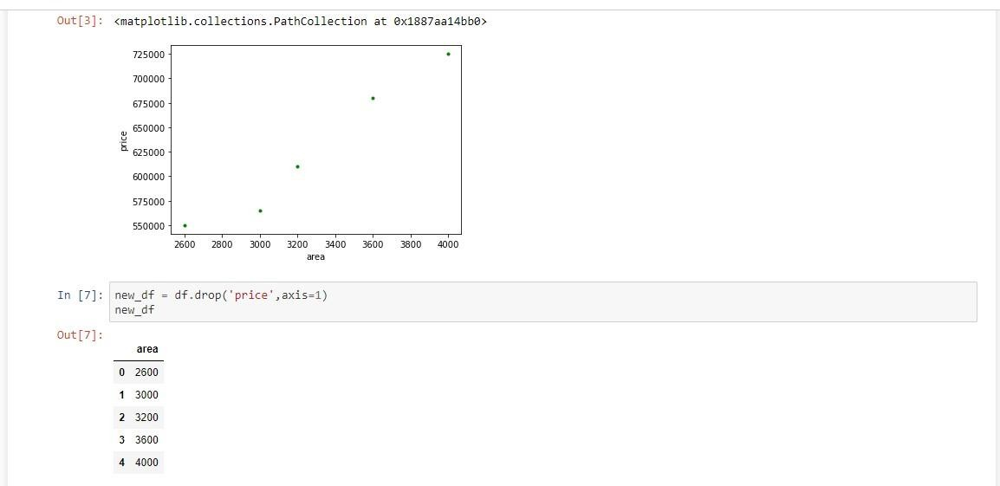 Out[3]: <matplotlib.collections.PathCollection at 0x1887aa14bb0>
725000
700000
675000
650000
625000
600000
575000
550000
price
2600 2800 3000 3200 3400 3600 3800 4000
area
In [7]: new_df = df.drop('price',axis=1)
new_df
Out[7]:
area
0 2600
1 3000
2 3200
3 3600
4 4000